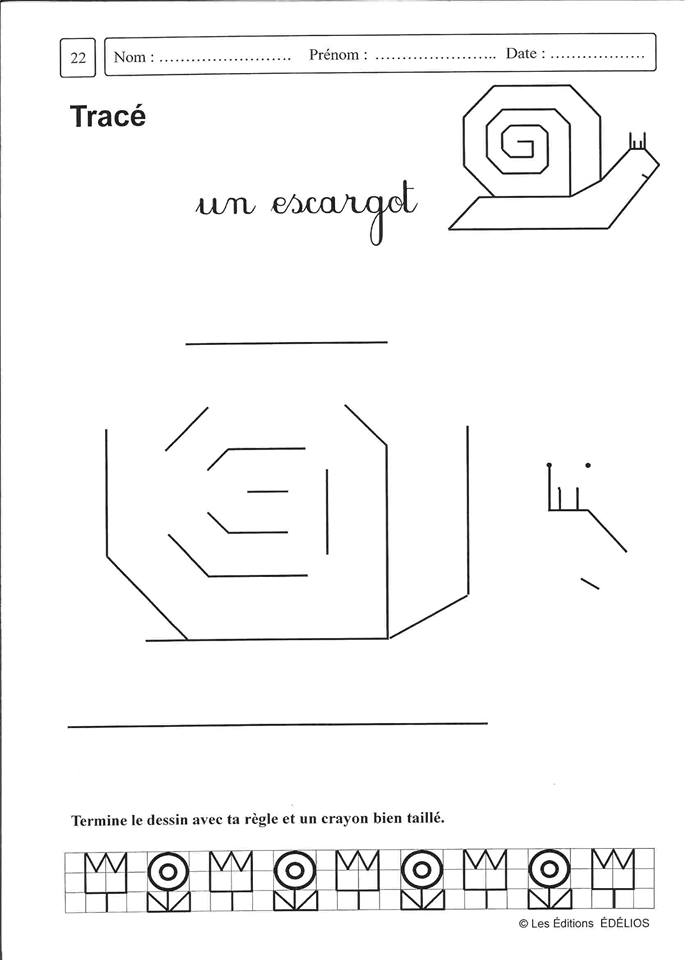 22
Nom : ………………………. Prénom : ………………………. Date : ………………
Tracé
un escargot
Termine le dessin avec ta règle et un crayon bien taillé.
© Les Éditions ÉDÉLIOS